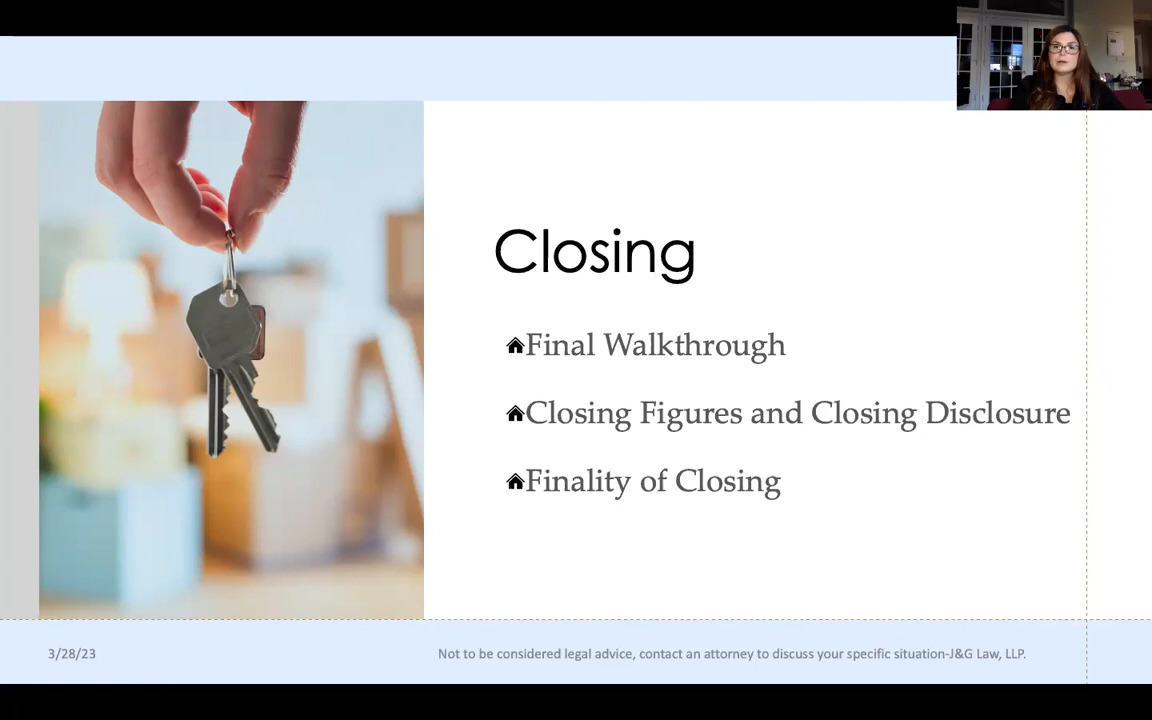 Closing
Final Walkthrough
Closing Figures and Closing Disclosure
Finality of Closing
3/28/23
Not to be considered legal advice, contact an attorney to discuss your specific situation-J&G Law, LLP.